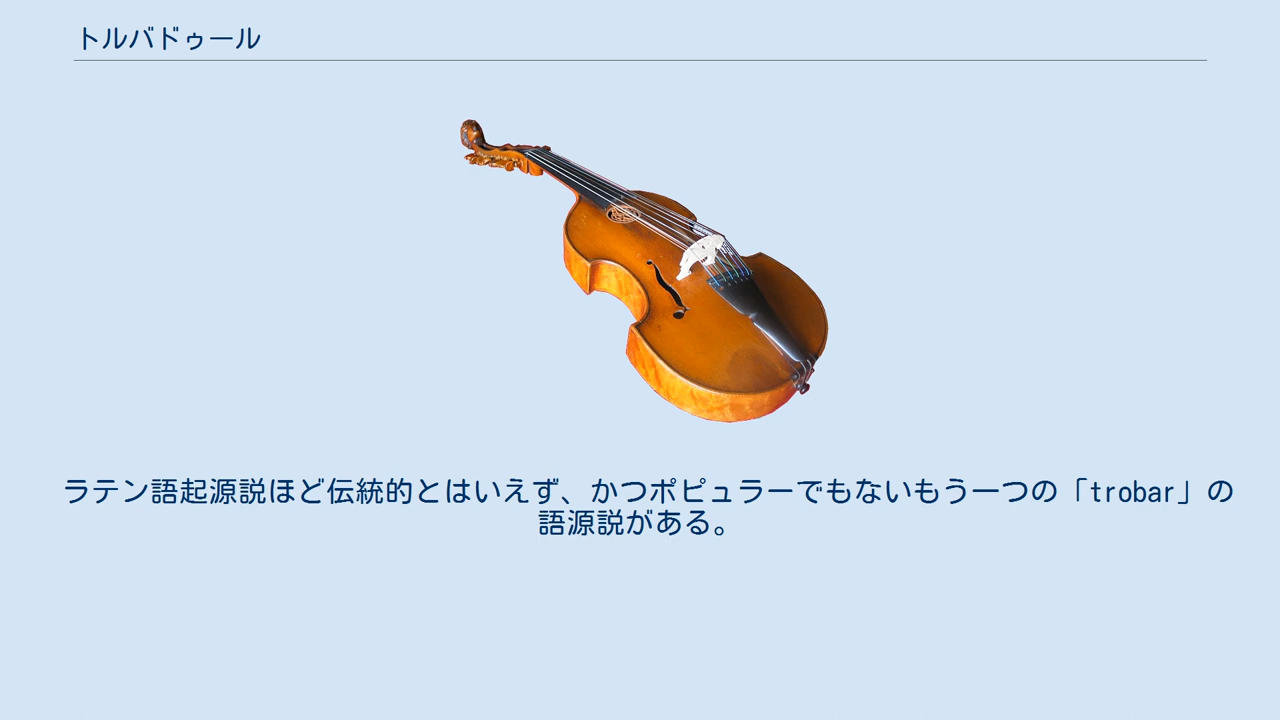 トルバドゥール
ラテン語起源説ほど伝統的とはいえず、かつポピュラーでもないもう一つの「trobar」の
語源説がある。